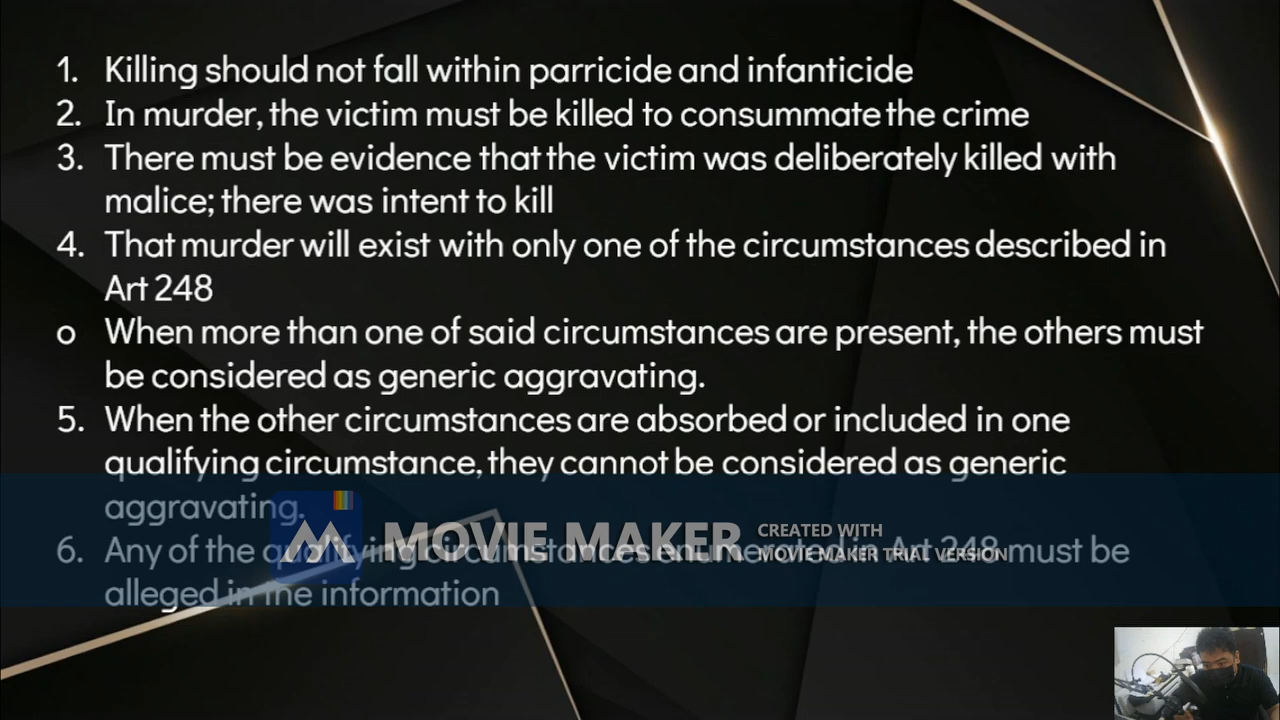 1. Killing should not fall within parricide and infanticide
2. In murder, the victim must be killed to consummate the crime
3. There must be evidence that the victim was deliberately killed with
malice; there was intent to kill
4. That murder will exist with only one of the circumstances described in
Art 248
o When more than one of said circumstances are present, the others must
be considered as generic aggravating.
5. When the other circumstances are absorbed or included in one
qualifying circumstance, they cannot be considered as generic
aggravating.
6. Any of the qualifying circumstances enumerated in Art 248 must be
alleged in the information
MOVIE MAKER
CREATED WITH
MOVIE MAKER TRIAL VERSION